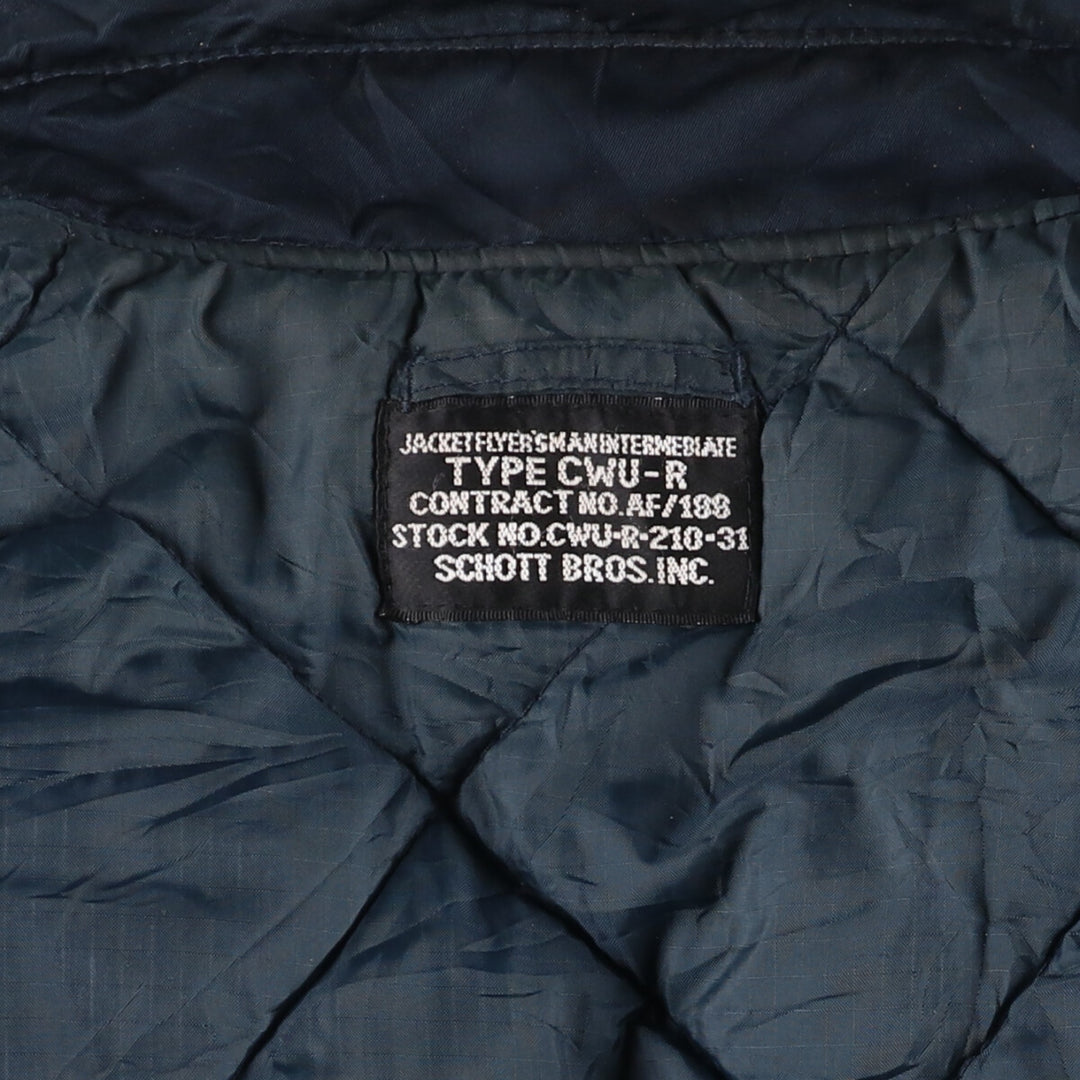 JACKET FLYER'S MAN INTERMEDIATE
TYPE CWU-R
CONTRACT NO. AF/188
STOCK NO. CWU-R-210-31
SCHOTT BROS. INC.